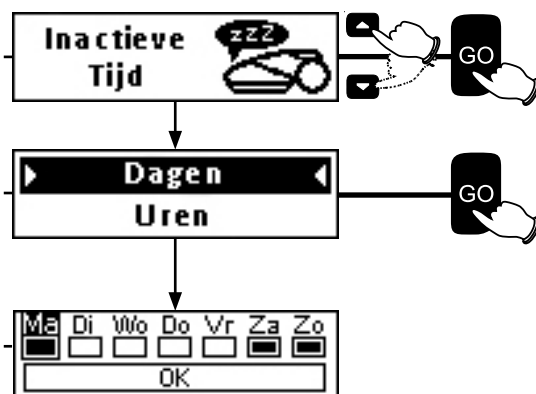 Inactieve
Tijd
zzz
GO
Dagen
Uren
GO
Ma Di Wo Do Vr Za Zo
OK